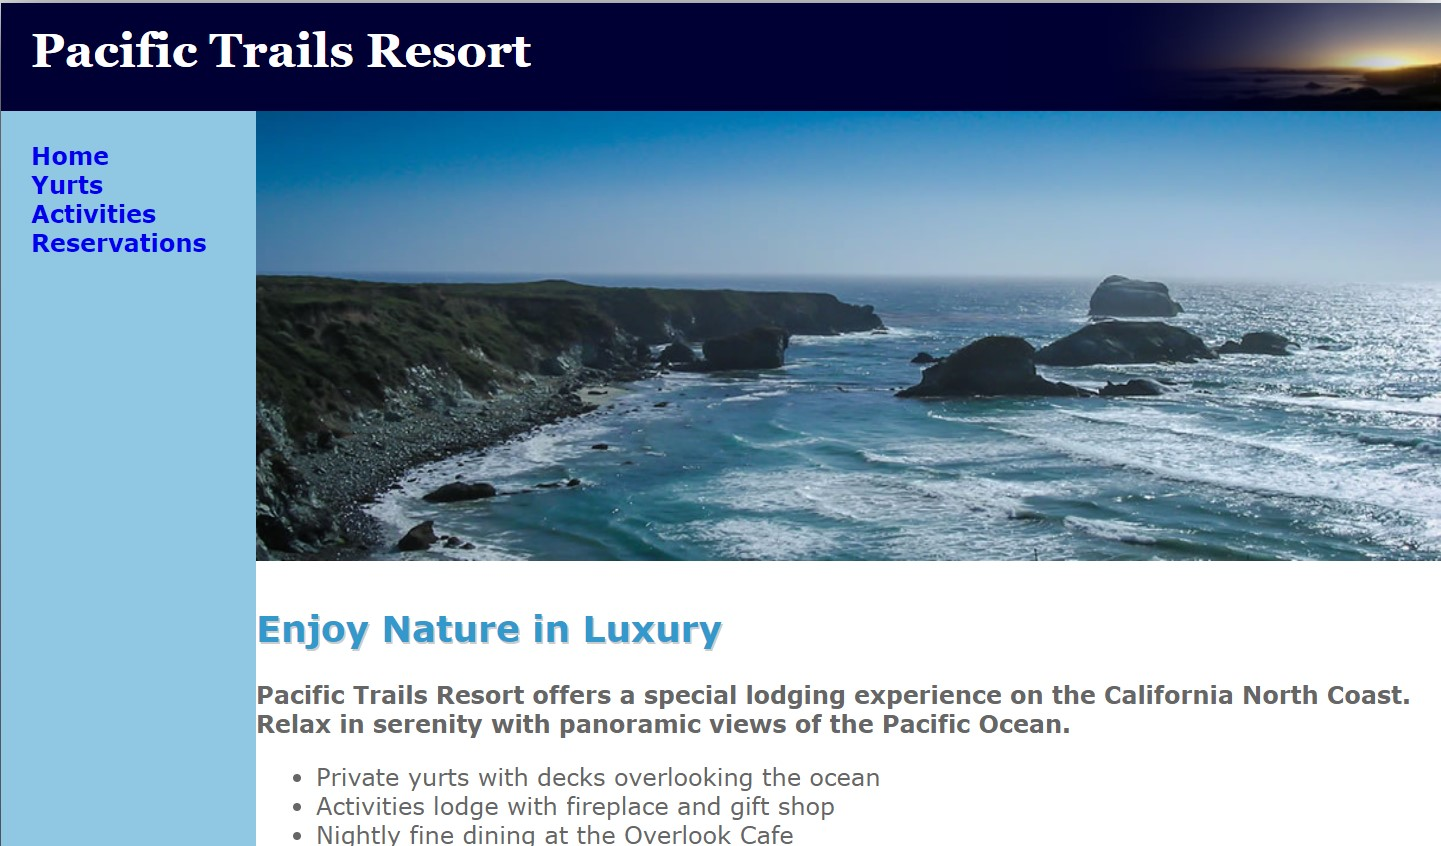 Pacific Trails Resort
Home
Yurts
Activities
Reservations
Enjoy Nature in Luxury
Pacific Trails Resort offers a special lodging experience on the California North Coast.
Relax in serenity with panoramic views of the Pacific Ocean.
Private yurts with decks overlooking the ocean
Activities lodge with fireplace and gift shop
Nightly fine dining at the Overlook Cafe